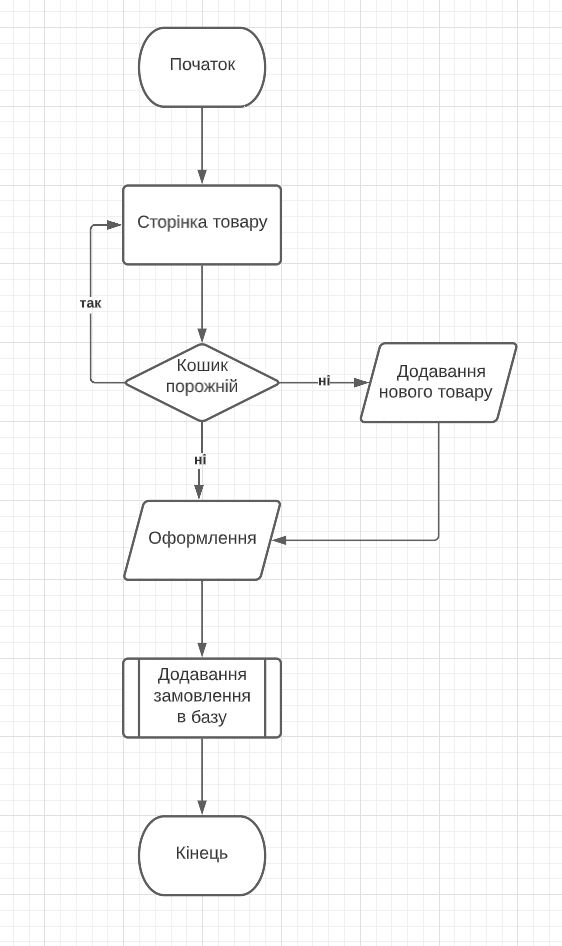 Початок
Сторінка товару
так
Кошик
порожній
ні
Додавання
нового товару
ні
Оформлення
Додавання
замовлення
в базу
Кінець